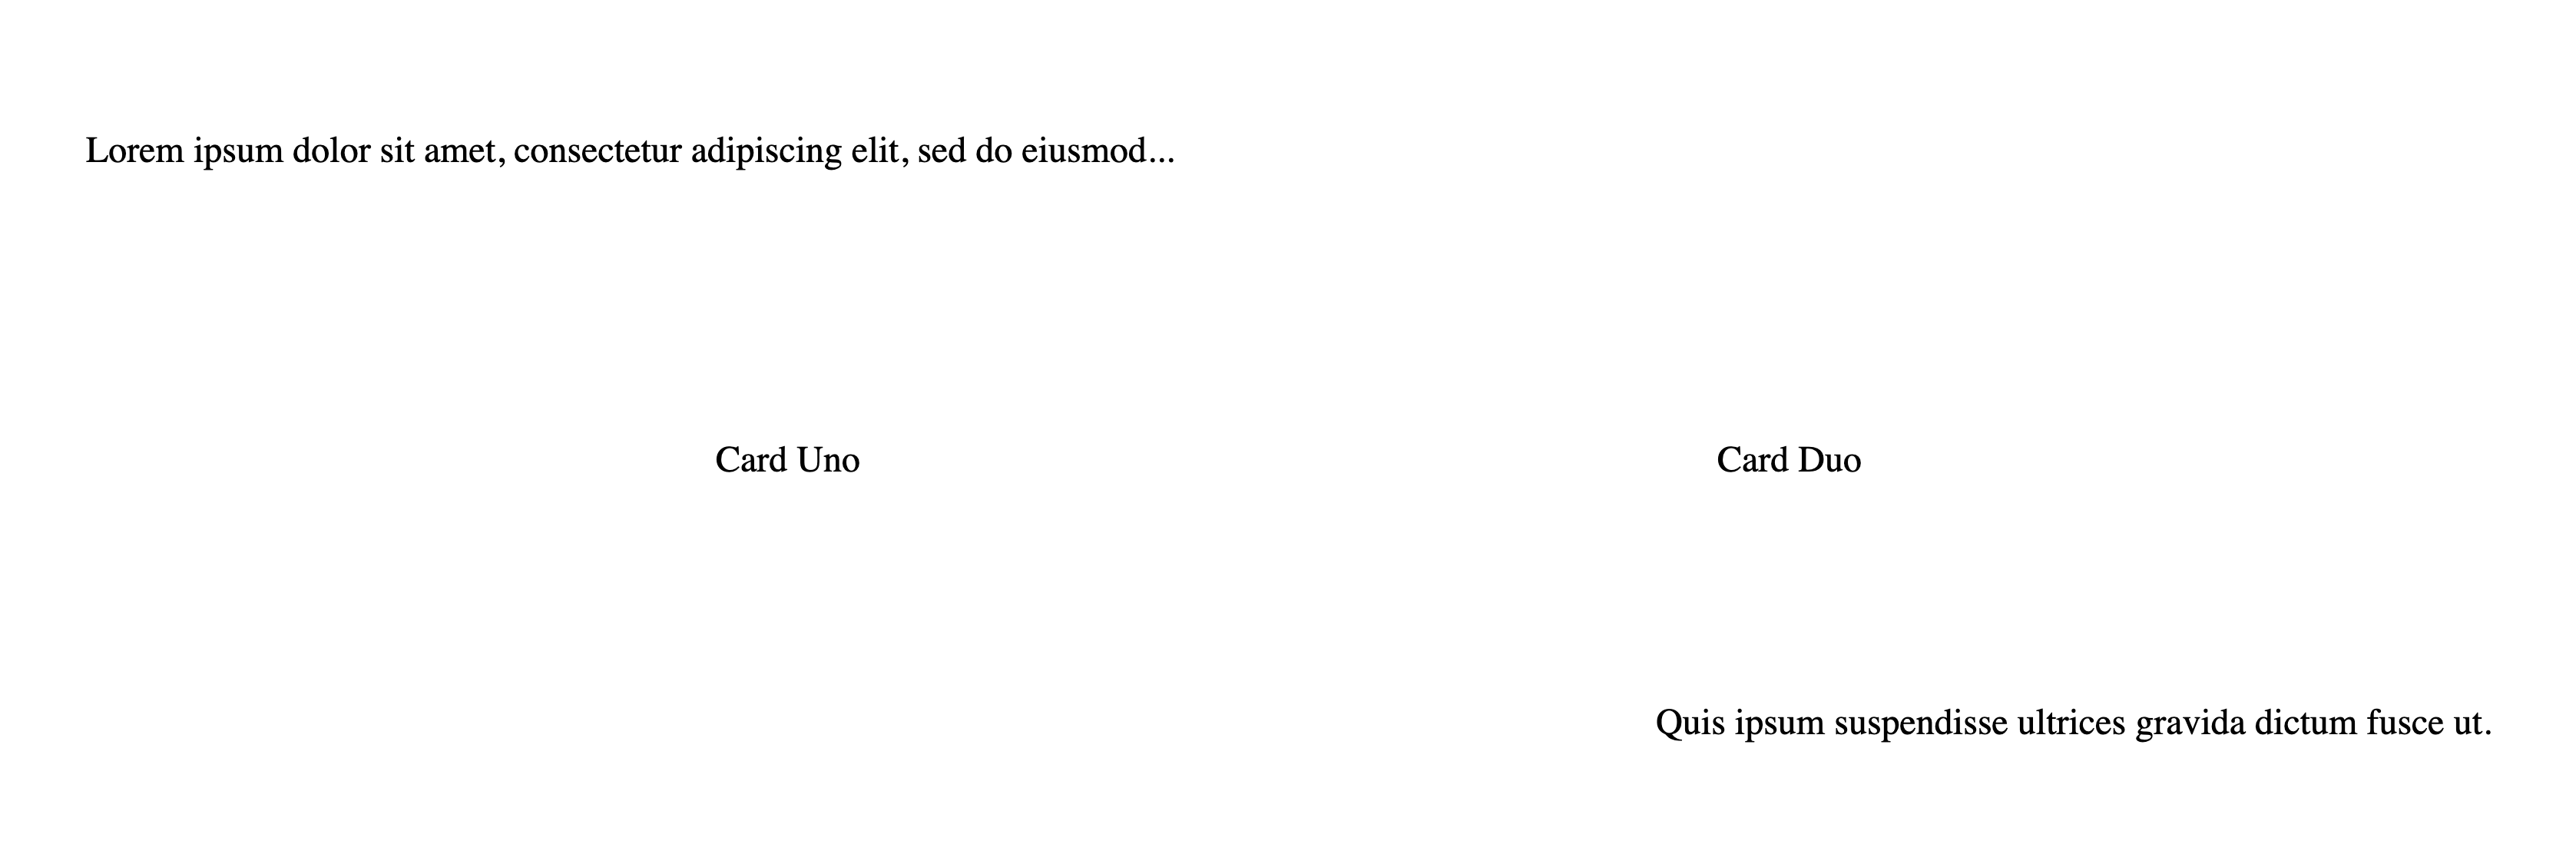 Lorem ipsum dolor sit amet, consectetur adipiscing elit, sed do eiusmod...
Card Uno
Card Duo
Quis ipsum suspendisse ultrices gravida dictum fusce ut.